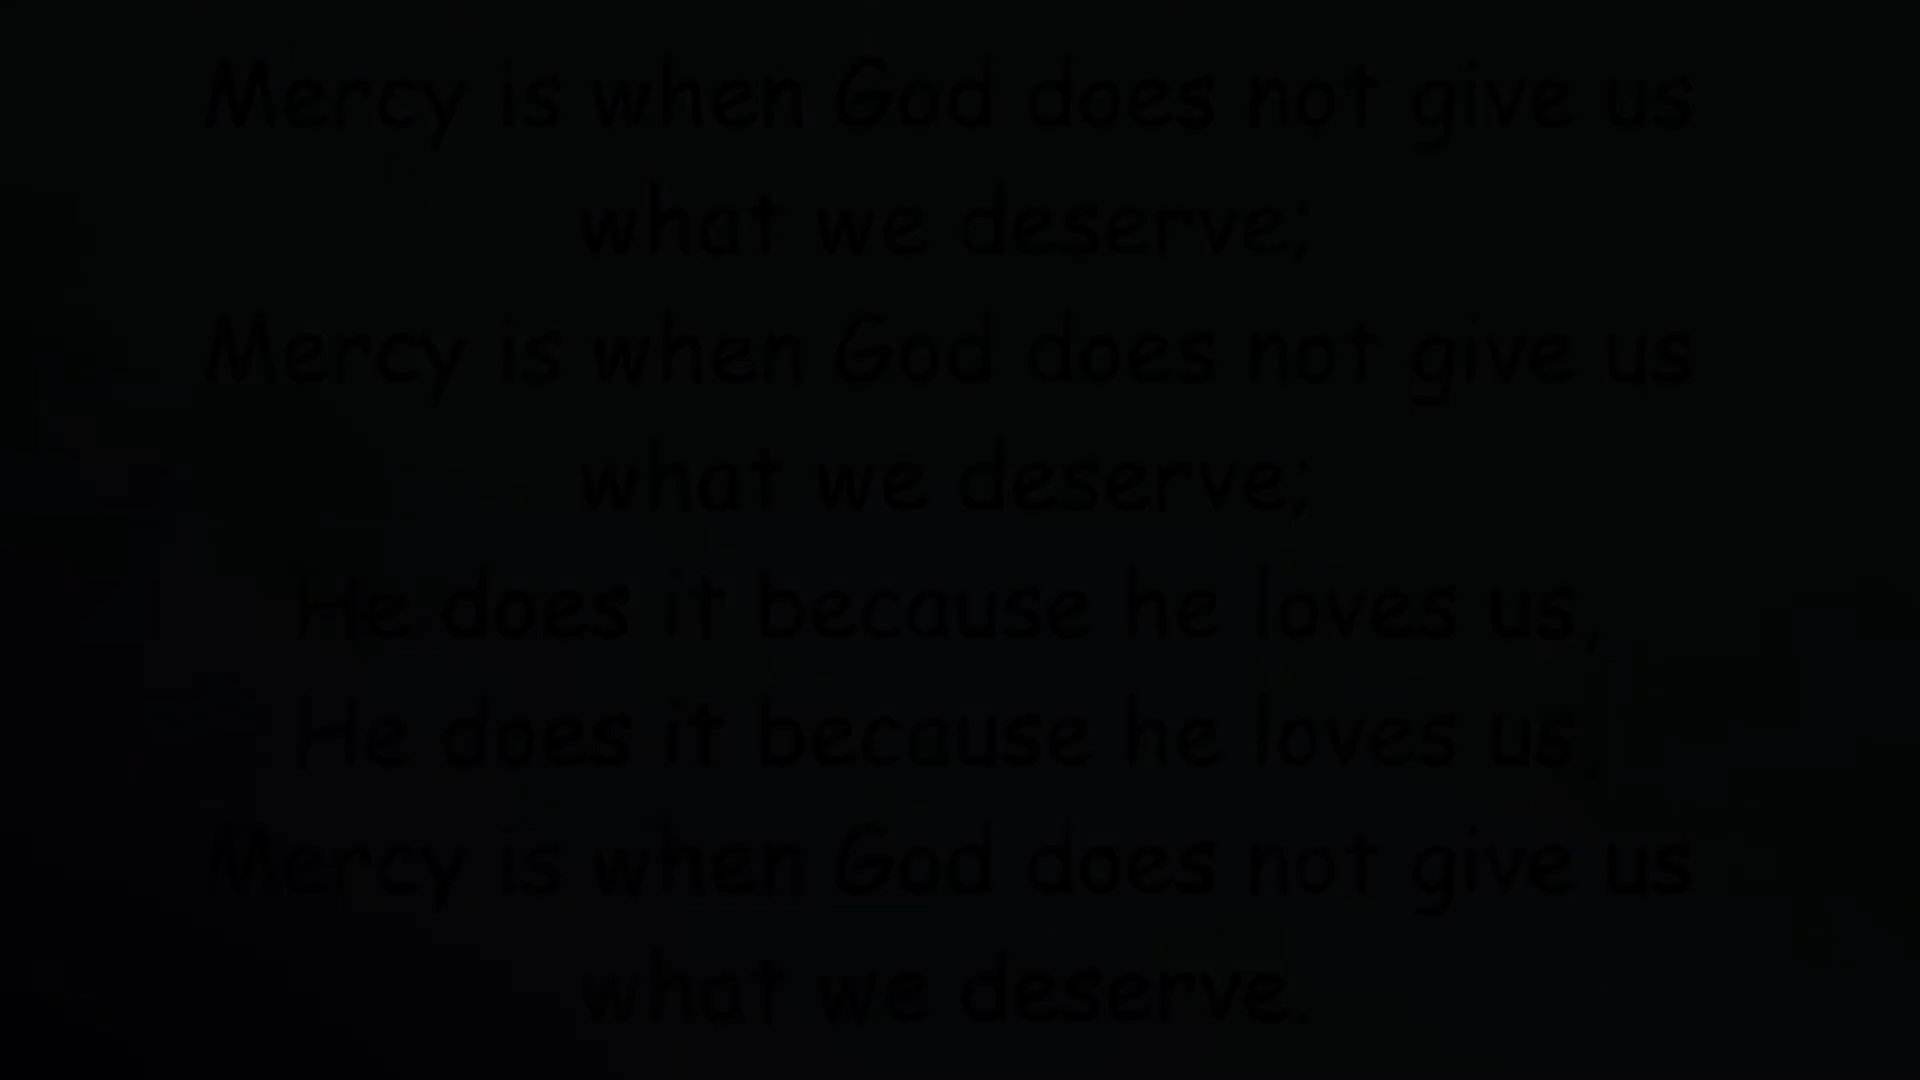 Mercy is when God does not give us
what we deserve;
Mercy is when God does not give us
what we deserve;
He does it because he loves us,
He does it because he loves us,
Mercy is when God does not give us
what we deserve.